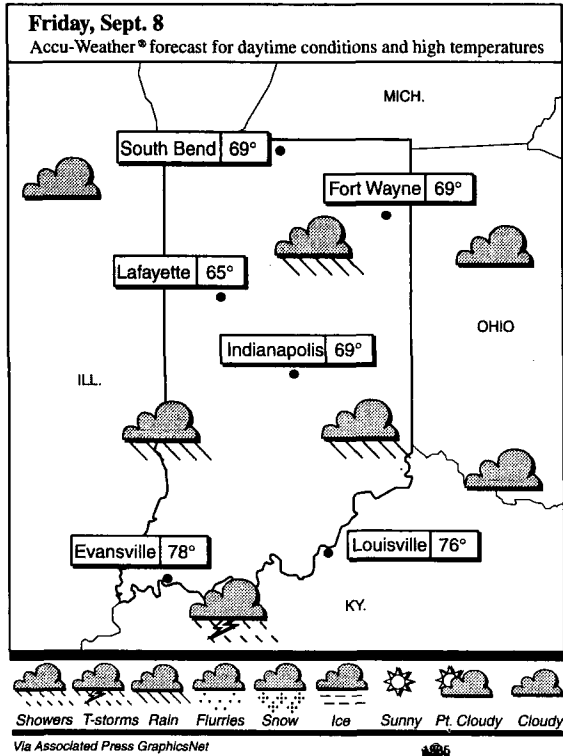 Friday, Sept. 8
Accu-Weather® forecast for daytime conditions and high temperatures
MICH.
South Bend 69°
Fort Wayne 69°
Lafayette 65°
OHIO
Indianapolis 69°
ILL.
Evansville 78°
Louisville 76°
KY.
Showers T-storms Rain Flurries Snow Ice Sunny Pt. Cloudy Cloudy
Via Associated Press GraphicsNet